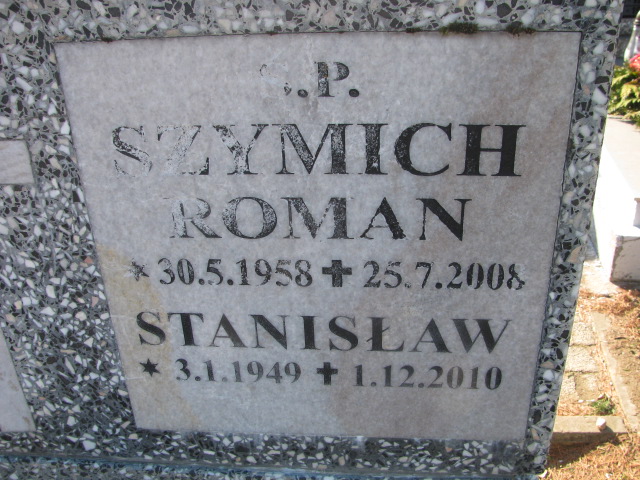 Ś.P.
SZYMICH
ROMAN
* 30.5.1958 ✝ 25.7.2008
STANISŁAW
* 3.1.1949 ✝ 1.12.2010